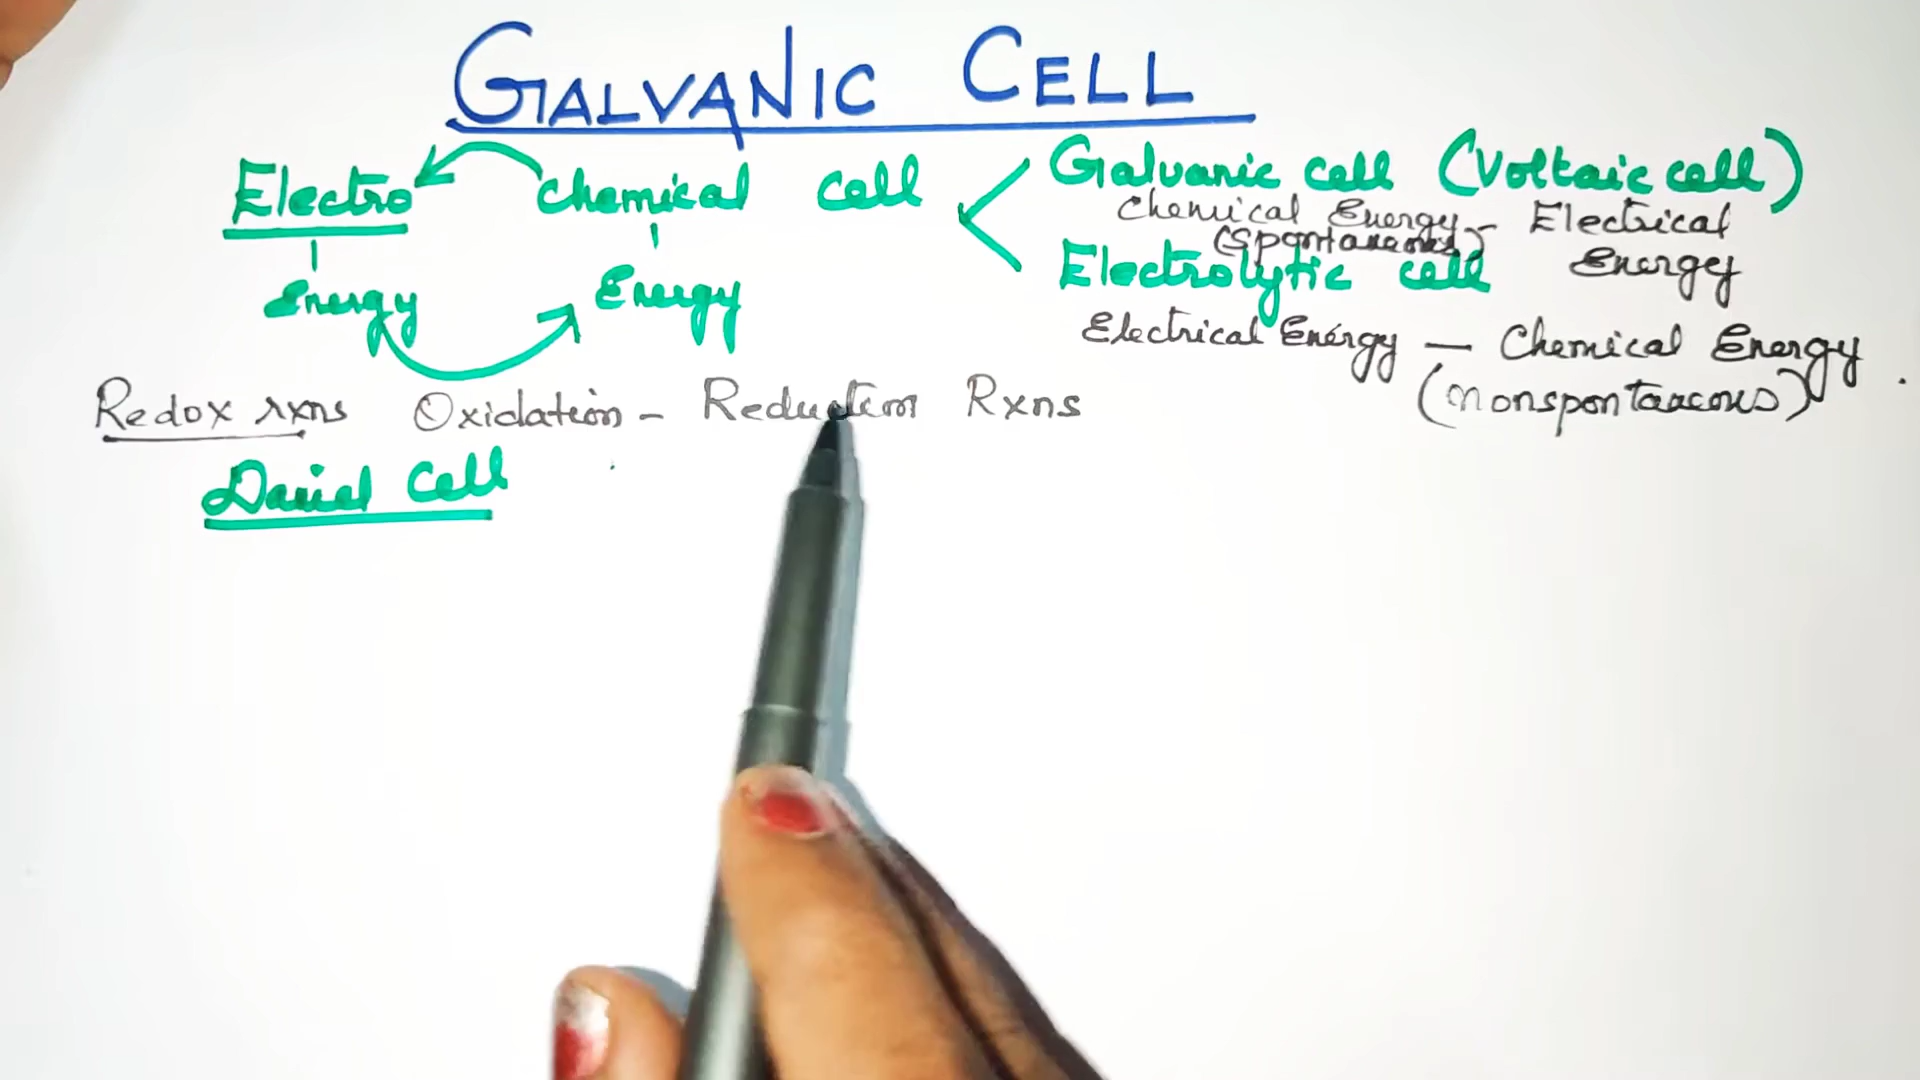 GALVANIC CELL
Electro chemical cell
Energy Energy
Galvanic cell (Voltaic cell)
Chemical Energy - Electrical Energy
(Spontaneous)
Electrolytic cell
Electrical Energy — Chemical Energy
(Nonspontaneous)
Redox rxns Oxidation - Reduction Rxns
Daniel Cell